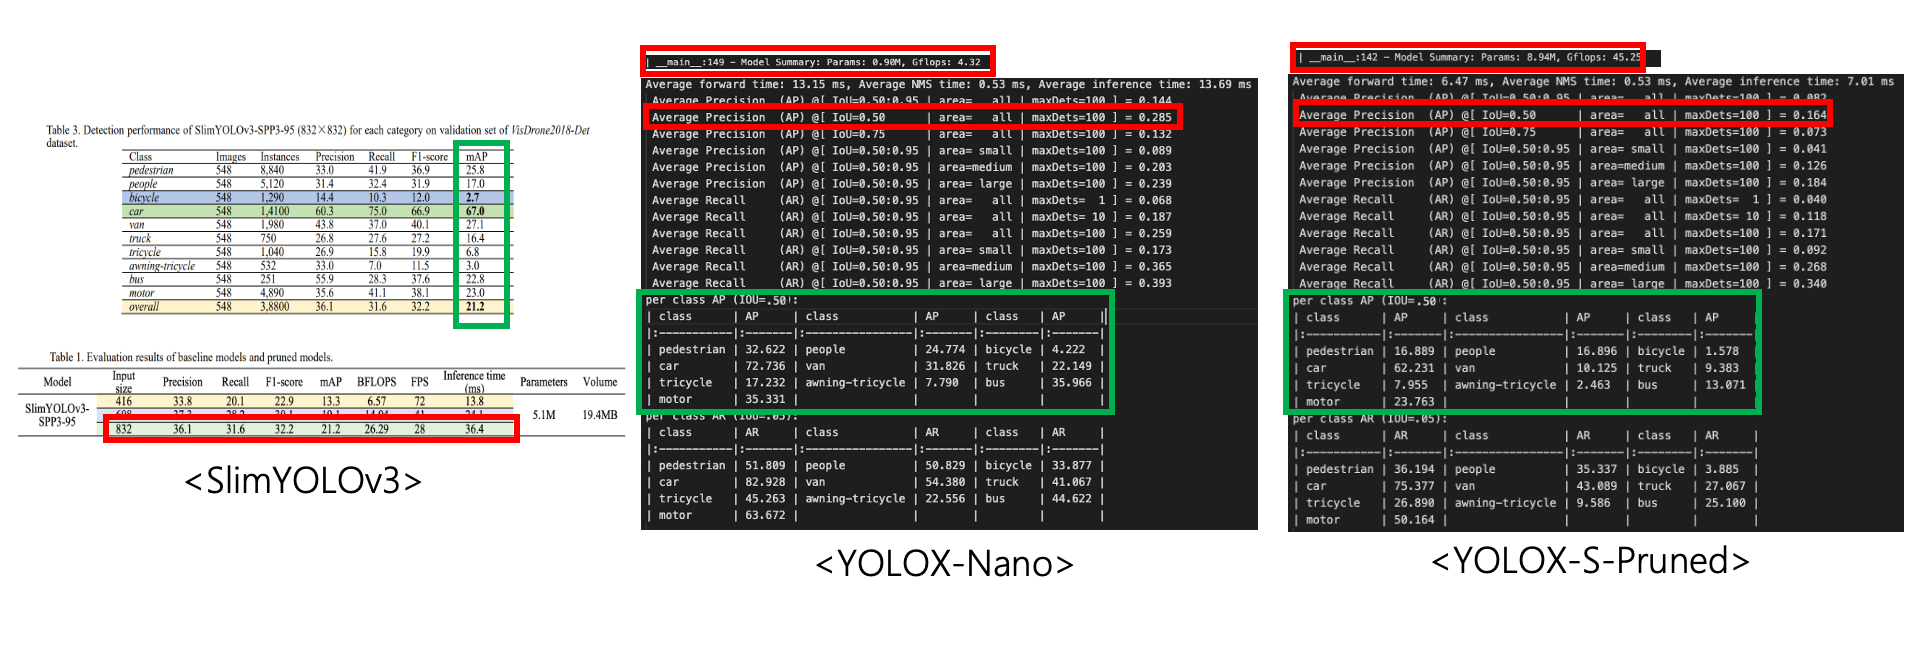 Table 3. Detection performance of SlimYOLOv3-SPP3-95 (832×832) for each category on validation set of VisDrone2018-Det
dataset.
Class Images Instances Precision Recall F1-score mAP
pedestrian 548 8,840 33.0 41.9 36.9 25.8
people 548 5,120 31.4 32.4 31.9 17.0
bicycle 548 1,290 14.4 10.3 12.0 2.7
car 548 1,4100 60.3 75.0 66.9 67.0
van 548 1,980 43.8 37.0 40.1 27.1
truck 548 750 26.8 27.6 27.2 16.4
tricycle 548 1,040 26.9 15.8 19.9 6.8
awning-tricycle 548 532 33.0 7.0 11.5 3.0
bus 548 251 55.9 28.3 37.6 22.8
motor 548 4,890 35.6 41.1 38.1 23.0
overall 548 3,8800 36.1 31.6 32.2 21.2
Table 1. Evaluation results of baseline models and pruned models.
Model Input size Precision Recall F1-score mAP BFLOPS FPS Inference time (ms) Parameters Volume
SlimYOLOv3-SPP3-95
416 33.8 20.1 22.9 13.3 6.57 72 13.8
5.1M 19.4MB
832 36.1 31.6 32.2 21.2 26.29 28 36.4
<SlimYOLOv3>
| __main__:149 - Model Summary: Params: 0.90M, Gflops: 4.32
Average forward time: 13.15 ms, Average NMS time: 0.53 ms, Average inference time: 13.69 ms
Average Precision (AP) @[ IoU=0.50:0.95 | area= all | maxDets=100 ] = 0.144
Average Precision (AP) @[ IoU=0.50 | area= all | maxDets=100 ] = 0.285
Average Precision (AP) @[ IoU=0.75 | area= all | maxDets=100 ] = 0.132
Average Precision (AP) @[ IoU=0.50:0.95 | area= small | maxDets=100 ] = 0.089
Average Precision (AP) @[ IoU=0.50:0.95 | area=medium | maxDets=100 ] = 0.203
Average Precision (AP) @[ IoU=0.50:0.95 | area= large | maxDets=100 ] = 0.239
Average Recall (AR) @[ IoU=0.50:0.95 | area= all | maxDets= 1 ] = 0.068
Average Recall (AR) @[ IoU=0.50:0.95 | area= all | maxDets= 10 ] = 0.187
Average Recall (AR) @[ IoU=0.50:0.95 | area= all | maxDets=100 ] = 0.259
Average Recall (AR) @[ IoU=0.50:0.95 | area= small | maxDets=100 ] = 0.173
Average Recall (AR) @[ IoU=0.50:0.95 | area=medium | maxDets=100 ] = 0.365
Average Recall (AR) @[ IoU=0.50:0.95 | area= large | maxDets=100 ] = 0.393
per class AP (IOU=.50):
| class | AP | class | AP | class | AP |
|:-----------|:-------|:----------------|:-------|:--------|:-------|
| pedestrian | 32.622 | people | 24.774 | bicycle | 4.222 |
| car | 72.736 | van | 31.826 | truck | 22.149 |
| tricycle | 17.232 | awning-tricycle | 7.790 | bus | 35.966 |
| motor | 35.331 | | | | |
per class AR (IOU=.05):
| class | AR | class | AR | class | AR |
|:-----------|:-------|:----------------|:-------|:--------|:-------|
| pedestrian | 51.809 | people | 50.829 | bicycle | 33.877 |
| car | 82.928 | van | 54.380 | truck | 41.067 |
| tricycle | 45.263 | awning-tricycle | 22.556 | bus | 44.622 |
| motor | 63.672 | | | | |
<YOLOX-Nano>
| __main__:142 - Model Summary: Params: 8.94M, Gflops: 45.25
Average forward time: 6.47 ms, Average NMS time: 0.53 ms, Average inference time: 7.01 ms
Average Precision (AP) @[ IoU=0.50:0.95 | area= all | maxDets=100 ] = 0.082
Average Precision (AP) @[ IoU=0.50 | area= all | maxDets=100 ] = 0.164
Average Precision (AP) @[ IoU=0.75 | area= all | maxDets=100 ] = 0.073
Average Precision (AP) @[ IoU=0.50:0.95 | area= small | maxDets=100 ] = 0.041
Average Precision (AP) @[ IoU=0.50:0.95 | area=medium | maxDets=100 ] = 0.126
Average Precision (AP) @[ IoU=0.50:0.95 | area= large | maxDets=100 ] = 0.184
Average Recall (AR) @[ IoU=0.50:0.95 | area= all | maxDets= 1 ] = 0.040
Average Recall (AR) @[ IoU=0.50:0.95 | area= all | maxDets= 10 ] = 0.118
Average Recall (AR) @[ IoU=0.50:0.95 | area= all | maxDets=100 ] = 0.171
Average Recall (AR) @[ IoU=0.50:0.95 | area= small | maxDets=100 ] = 0.092
Average Recall (AR) @[ IoU=0.50:0.95 | area=medium | maxDets=100 ] = 0.268
Average Recall (AR) @[ IoU=0.50:0.95 | area= large | maxDets=100 ] = 0.340
per class AP (IOU=.50:
| class | AP | class | AP | class | AP |
|:-----------|:-------|:----------------|:-------|:--------|:-------|
| pedestrian | 16.889 | people | 16.896 | bicycle | 1.578 |
| car | 62.231 | van | 10.125 | truck | 9.383 |
| tricycle | 7.955 | awning-tricycle | 2.463 | bus | 13.071 |
| motor | 23.763 | | | | |
per class AR (IOU=.05):
| class | AR | class | AR | class | AR |
|:-----------|:-------|:----------------|:-------|:--------|:-------|
| pedestrian | 36.194 | people | 35.337 | bicycle | 3.885 |
| car | 75.377 | van | 43.089 | truck | 27.067 |
| tricycle | 26.890 | awning-tricycle | 9.586 | bus | 25.100 |
| motor | 50.164 | | | | |
<YOLOX-S-Pruned>